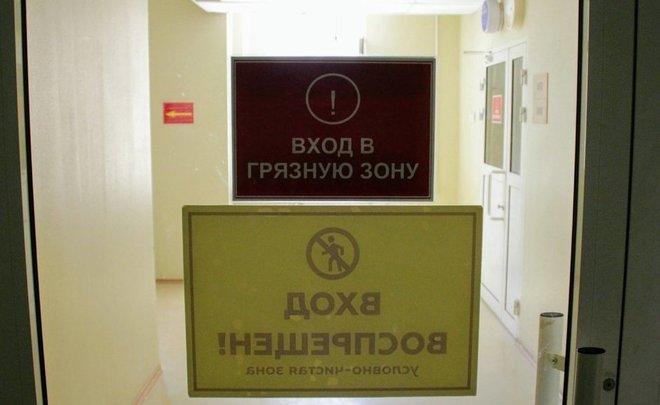 ВХОД В
ГРЯЗНУЮ ЗОНУ
ВХОД
ВОСПРЕЩЕН!
УСЛОВНО-ЧИСТАЯ ЗОНА